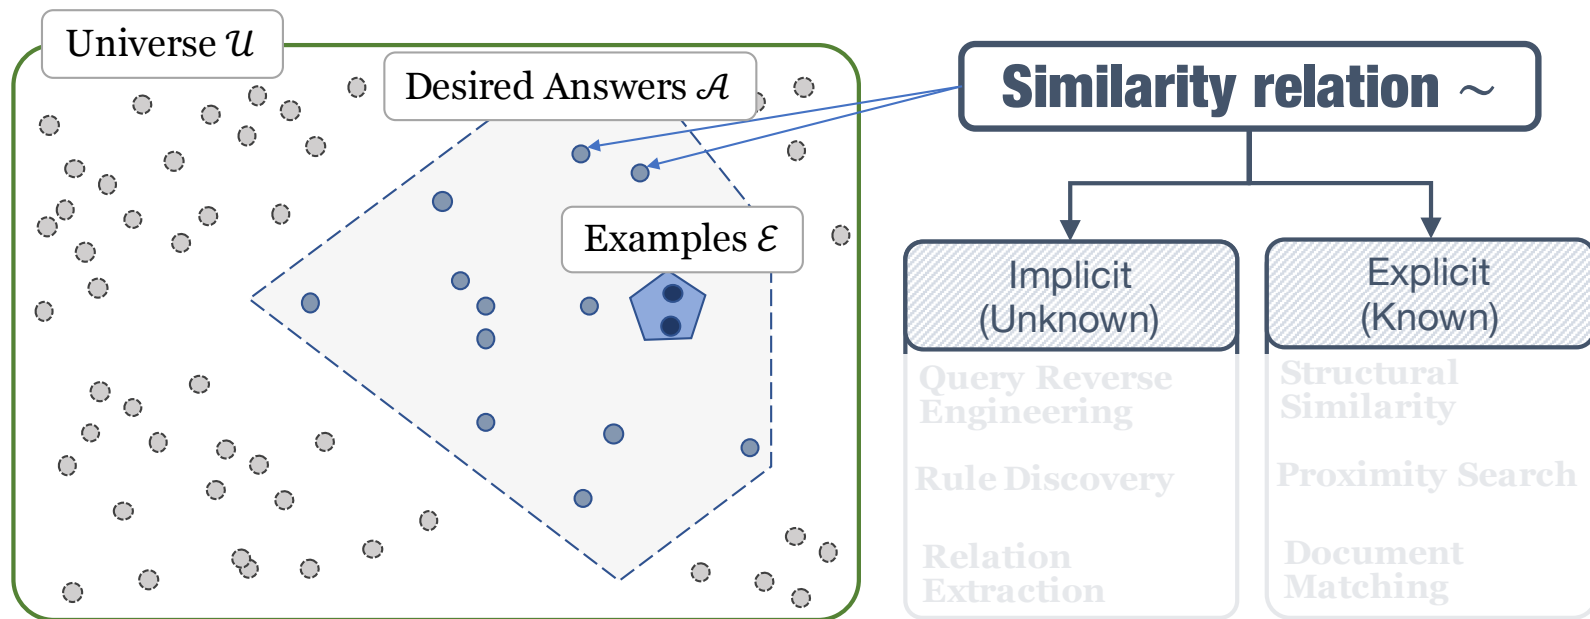 Universe 𝒰
Desired Answers 𝒜
Examples ℰ
Similarity relation ~
Implicit
(Unknown)
Query Reverse
Engineering
Rule Discovery
Relation
Extraction
Explicit
(Known)
Structural
Similarity
Proximity Search
Document
Matching